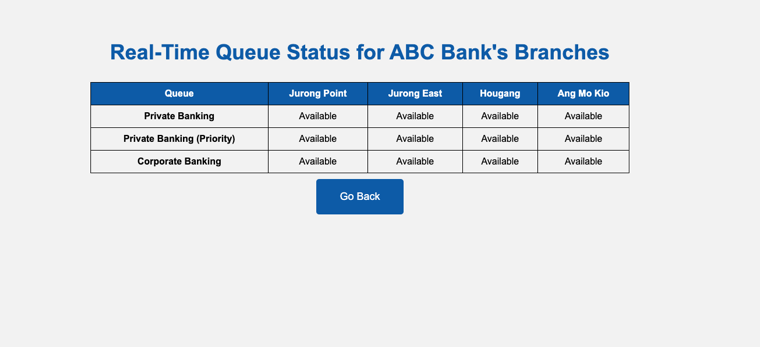 Real-Time Queue Status for ABC Bank's Branches
Queue Jurong Point Jurong East Hougang Ang Mo Kio
Private Banking Available Available Available Available
Private Banking (Priority) Available Available Available Available
Corporate Banking Available Available Available Available
Go Back